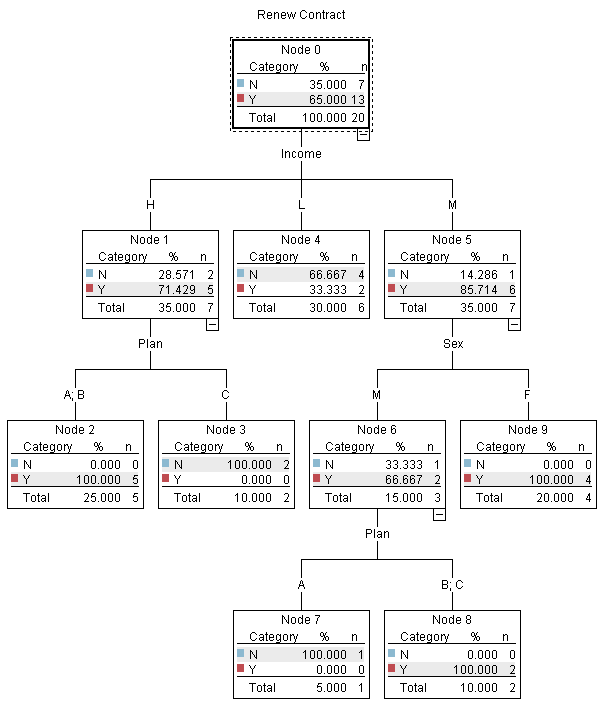 Renew Contract
Node 0
Category % n
N 35.000 7
Y 65.000 13
Total 100.000 20
Income
H
L
M
Node 1
Category % n
N 28.571 2
Y 71.429 5
Total 35.000 7
Node 4
Category % n
N 66.667 4
Y 33.333 2
Total 30.000 6
Node 5
Category % n
N 14.286 1
Y 85.714 6
Total 35.000 7
Plan
Sex
A; B
C
M
F
Node 2
Category % n
N 0.000 0
Y 100.000 5
Total 25.000 5
Node 3
Category % n
N 100.000 2
Y 0.000 0
Total 10.000 2
Node 6
Category % n
N 33.333 1
Y 66.667 2
Total 15.000 3
Node 9
Category % n
N 0.000 0
Y 100.000 4
Total 20.000 4
Plan
A
B; C
Node 7
Category % n
N 100.000 1
Y 0.000 0
Total 5.000 1
Node 8
Category % n
N 0.000 0
Y 100.000 2
Total 10.000 2